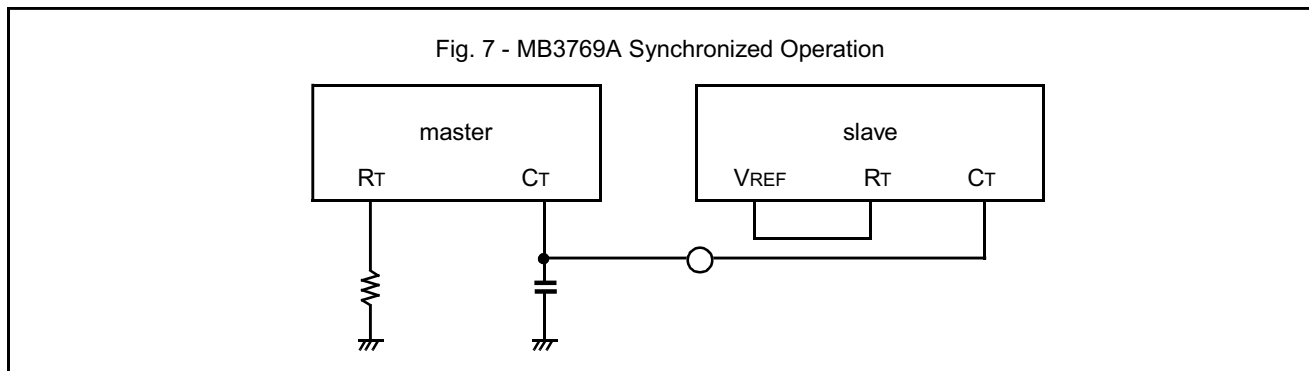 Fig. 7 - MB3769A Synchronized Operation
master
slave
RT
CT
VREF
RT
CT